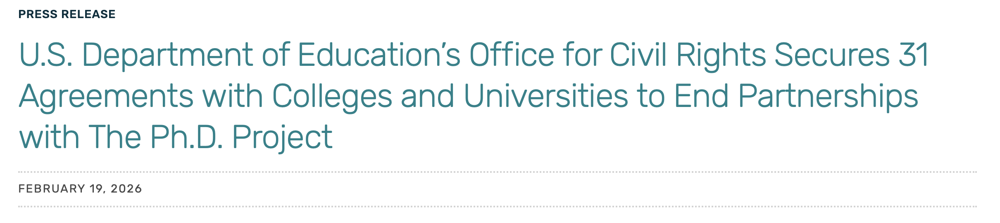 PRESS RELEASE
U.S. Department of Education’s Office for Civil Rights Secures 31
Agreements with Colleges and Universities to End Partnerships
with The Ph.D. Project
FEBRUARY 19, 2026